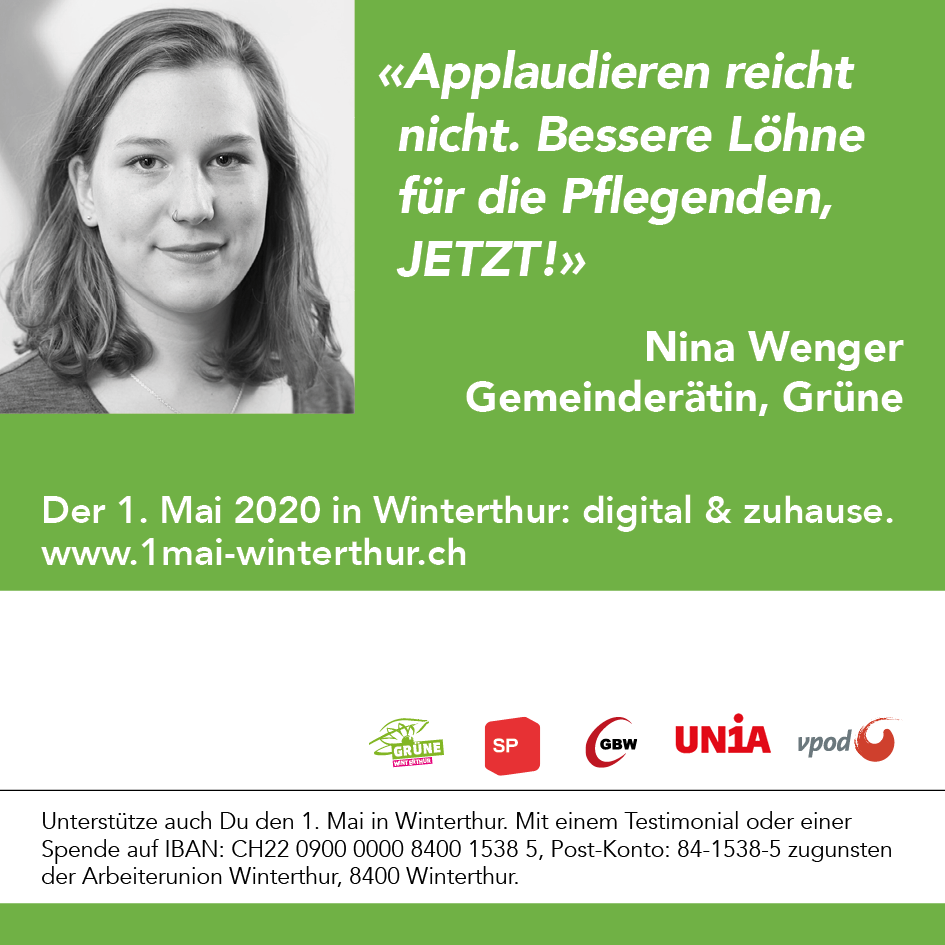 «Applaudieren reicht
nicht. Bessere Löhne
für die Pflegenden,
JETZT!»
Nina Wenger
Gemeinderätin, Grüne
Der 1. Mai 2020 in Winterthur: digital & zuhause.
www.1mai-winterthur.ch
GRÜNE
WINTERTHUR
SP
GBW
UNiA
vpod
Unterstütze auch Du den 1. Mai in Winterthur. Mit einem Testimonial oder einer
Spende auf IBAN: CH22 0900 0000 8400 1538 5, Post-Konto: 84-1538-5 zugunsten
der Arbeiterunion Winterthur, 8400 Winterthur.